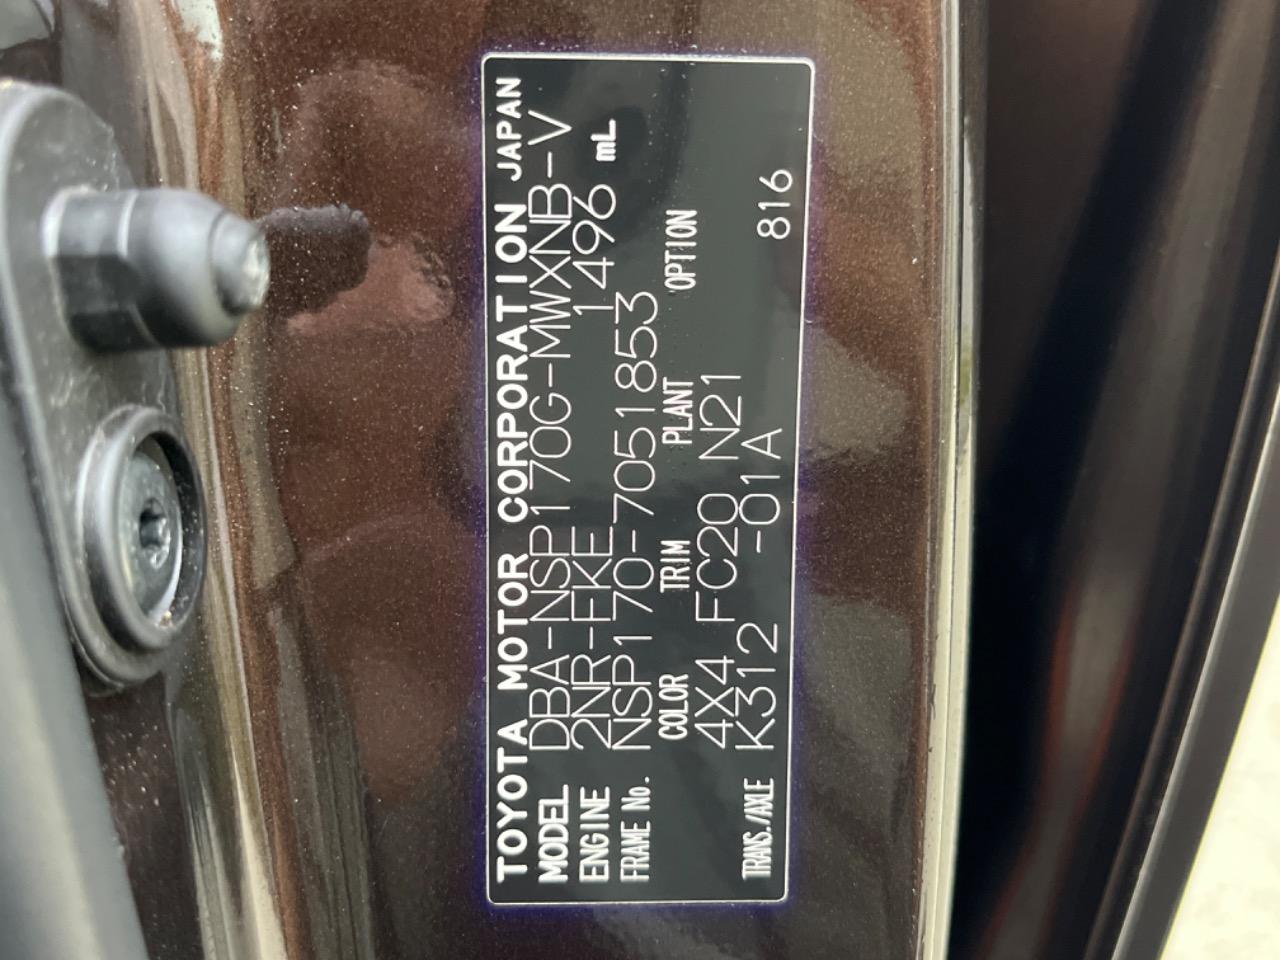 TOYOTA MOTOR CORPORATION JAPAN
MODEL DBA-NSP170G-MWXNB-V
ENGINE 2NR-FKE 1496 mL
FRAME No. NSP170-7051853
COLOR TRIM PLANT OPTION
4X4 FC20 N21
TRANS./AXLE K312 -01A 816